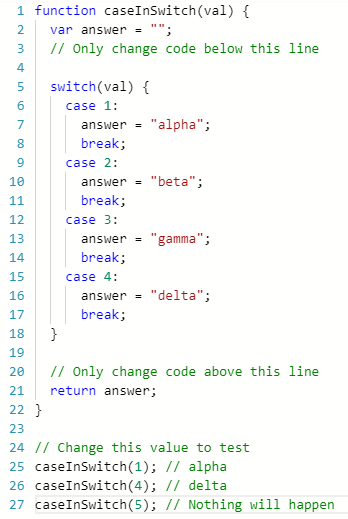 1 function caseInSwitch(val) {
2   var answer = "";
3   // Only change code below this line
4
5   switch(val) {
6     case 1:
7       answer = "alpha";
8       break;
9     case 2:
10       answer = "beta";
11       break;
12     case 3:
13       answer = "gamma";
14       break;
15     case 4:
16       answer = "delta";
17       break;
18   }
19
20   // Only change code above this line
21   return answer;
22 }
23
24 // Change this value to test
25 caseInSwitch(1); // alpha
26 caseInSwitch(4); // delta
27 caseInSwitch(5); // Nothing will happen